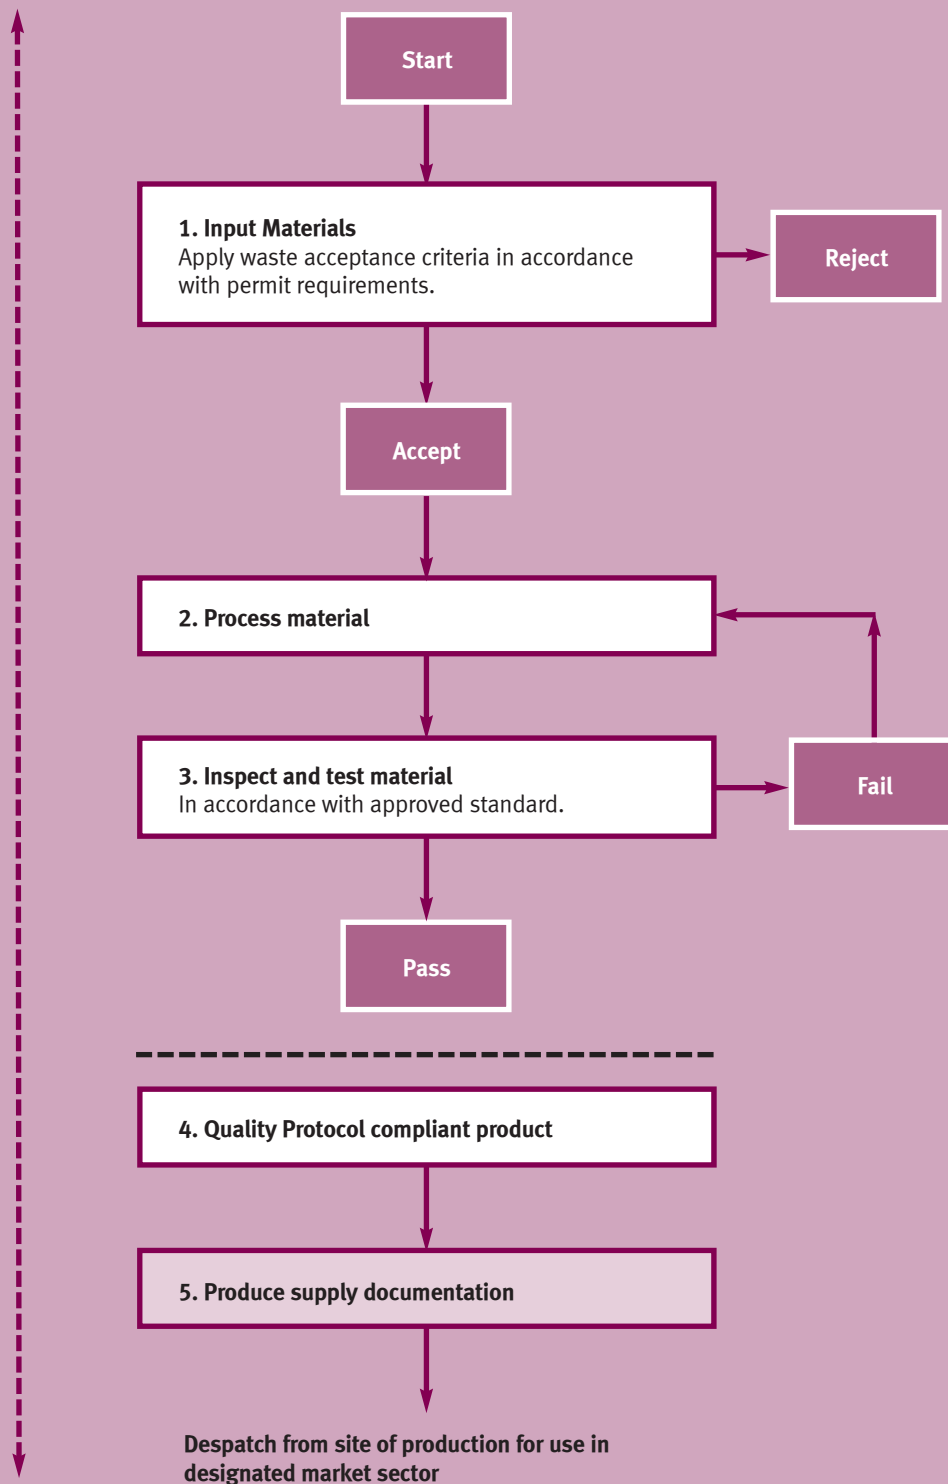 Start
1. Input Materials
Apply waste acceptance criteria in accordance
with permit requirements.
Reject
Accept
2. Process material
3. Inspect and test material
In accordance with approved standard.
Fail
Pass
4. Quality Protocol compliant product
5. Produce supply documentation
Despatch from site of production for use in
designated market sector